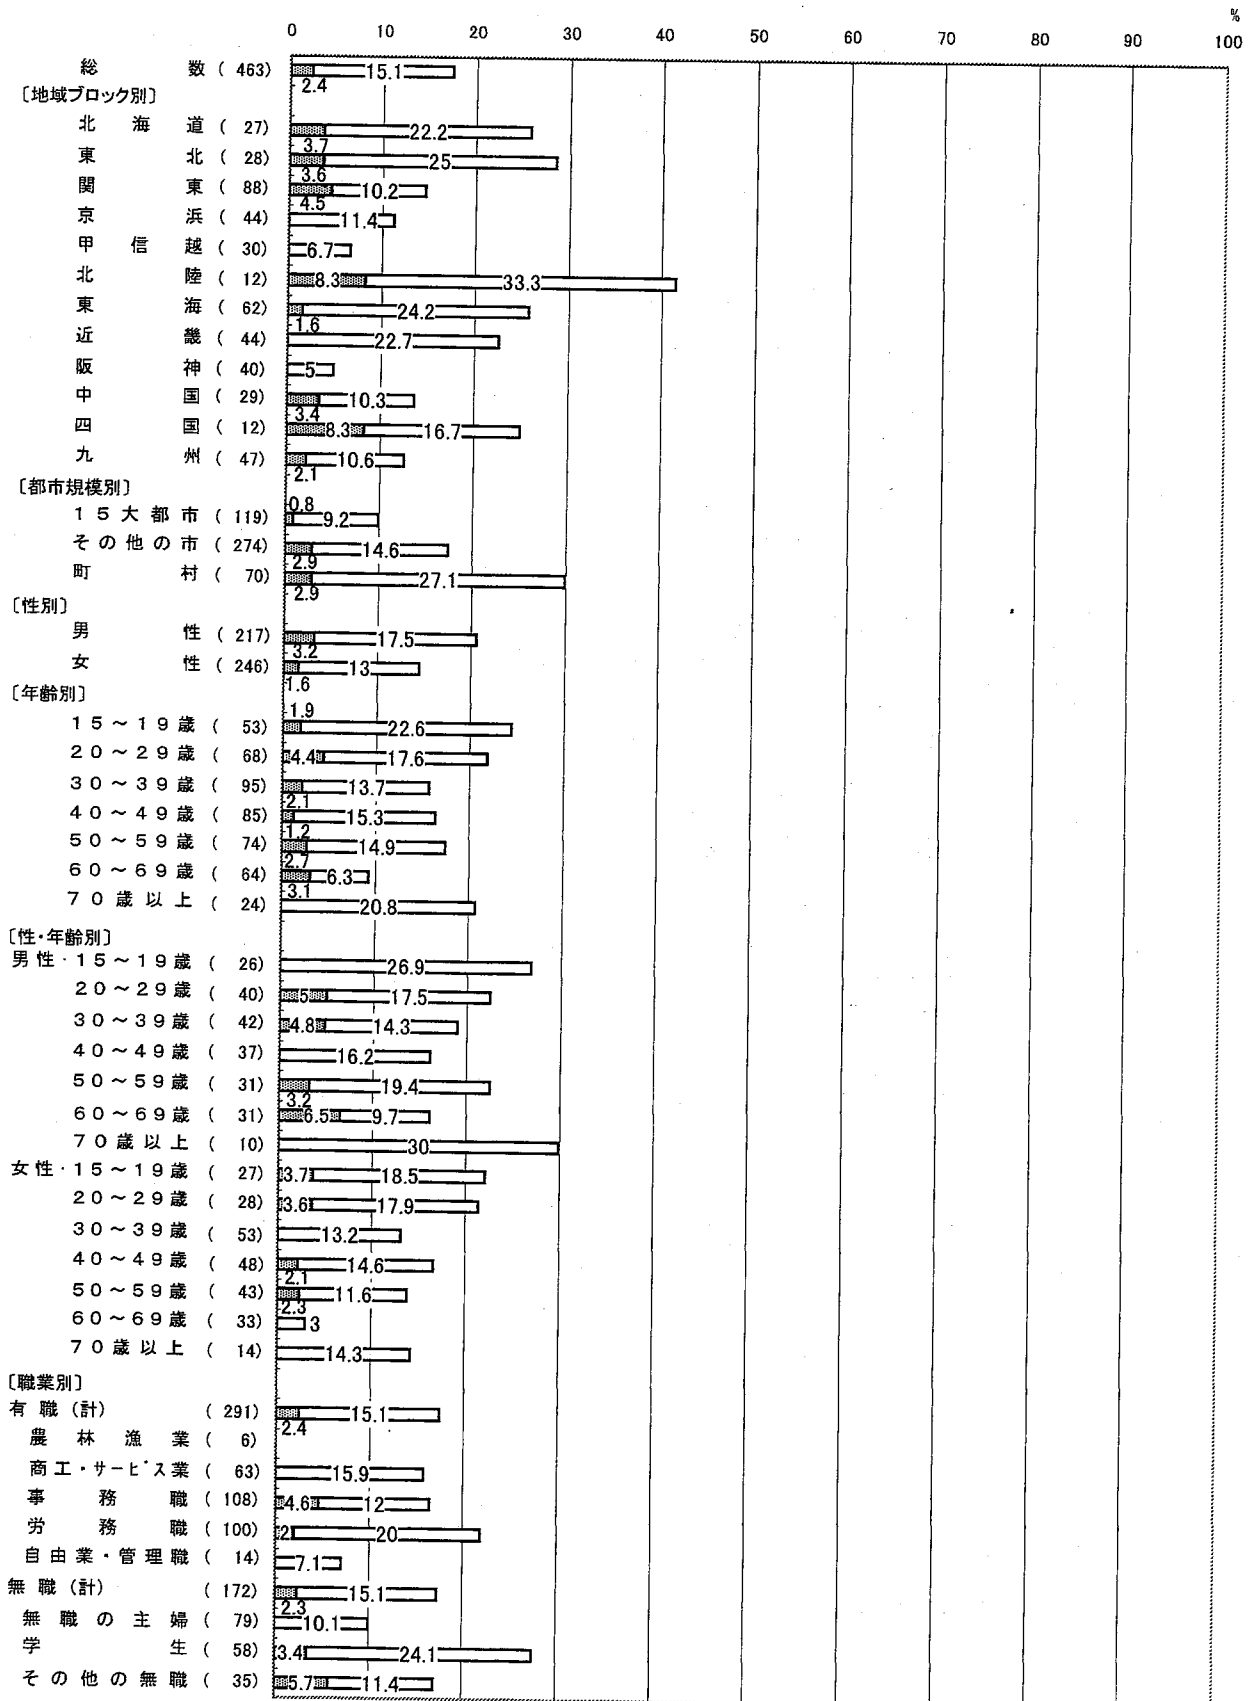 %
0 10 20 30 40 50 60 70 80 90 100
総 数 ( 463) 15.1
2.4
〔地域ブロック別〕
北 海 道 ( 27) 22.2
3.7
東 北 ( 28) 25
3.6
関 東 ( 88) 10.2
4.5
京 浜 ( 44) 11.4
甲 信 越 ( 30) 6.7
北 陸 ( 12) 8.3 33.3
東 海 ( 62) 24.2
1.6
近 畿 ( 44) 22.7
阪 神 ( 40) 5
中 国 ( 29) 10.3
3.4
四 国 ( 12) 8.3 16.7
九 州 ( 47) 10.6
2.1
〔都市規模別〕
0.8
15大都市 ( 119) 9.2
その他の市 ( 274) 14.6
2.9
町 村 ( 70) 27.1
2.9
〔性別〕
男 性 ( 217) 17.5
3.2
女 性 ( 246) 13
1.6
〔年齢別〕
1.9
15～19歳 ( 53) 22.6
20～29歳 ( 68) 4.4 17.6
30～39歳 ( 95) 13.7
2.1
40～49歳 ( 85) 15.3
1.2
50～59歳 ( 74) 14.9
2.7
60～69歳 ( 64) 6.3
3.1
70歳以上 ( 24) 20.8
〔性・年齢別〕
男性・15～19歳 ( 26) 26.9
20～29歳 ( 40) 5 17.5
30～39歳 ( 42) 4.8 14.3
40～49歳 ( 37) 16.2
50～59歳 ( 31) 19.4
3.2
60～69歳 ( 31) 6.5 9.7
70歳以上 ( 10) 30
女性・15～19歳 ( 27) 3.7 18.5
20～29歳 ( 28) 3.6 17.9
30～39歳 ( 53) 13.2
40～49歳 ( 48) 14.6
2.1
50～59歳 ( 43) 11.6
2.3
60～69歳 ( 33) 3
70歳以上 ( 14) 14.3
〔職業別〕
有職(計) ( 291) 15.1
2.4
農 林 漁 業 ( 6)
商工・サービス業 ( 63) 15.9
事 務 職 ( 108) 4.6 12
労 務 職 ( 100) 2 20
自由業・管理職 ( 14) 7.1
無職(計) ( 172) 15.1
2.3
無職の主婦 ( 79) 10.1
学 生 ( 58) 3.4 24.1
その他の無職 ( 35) 5.7 11.4